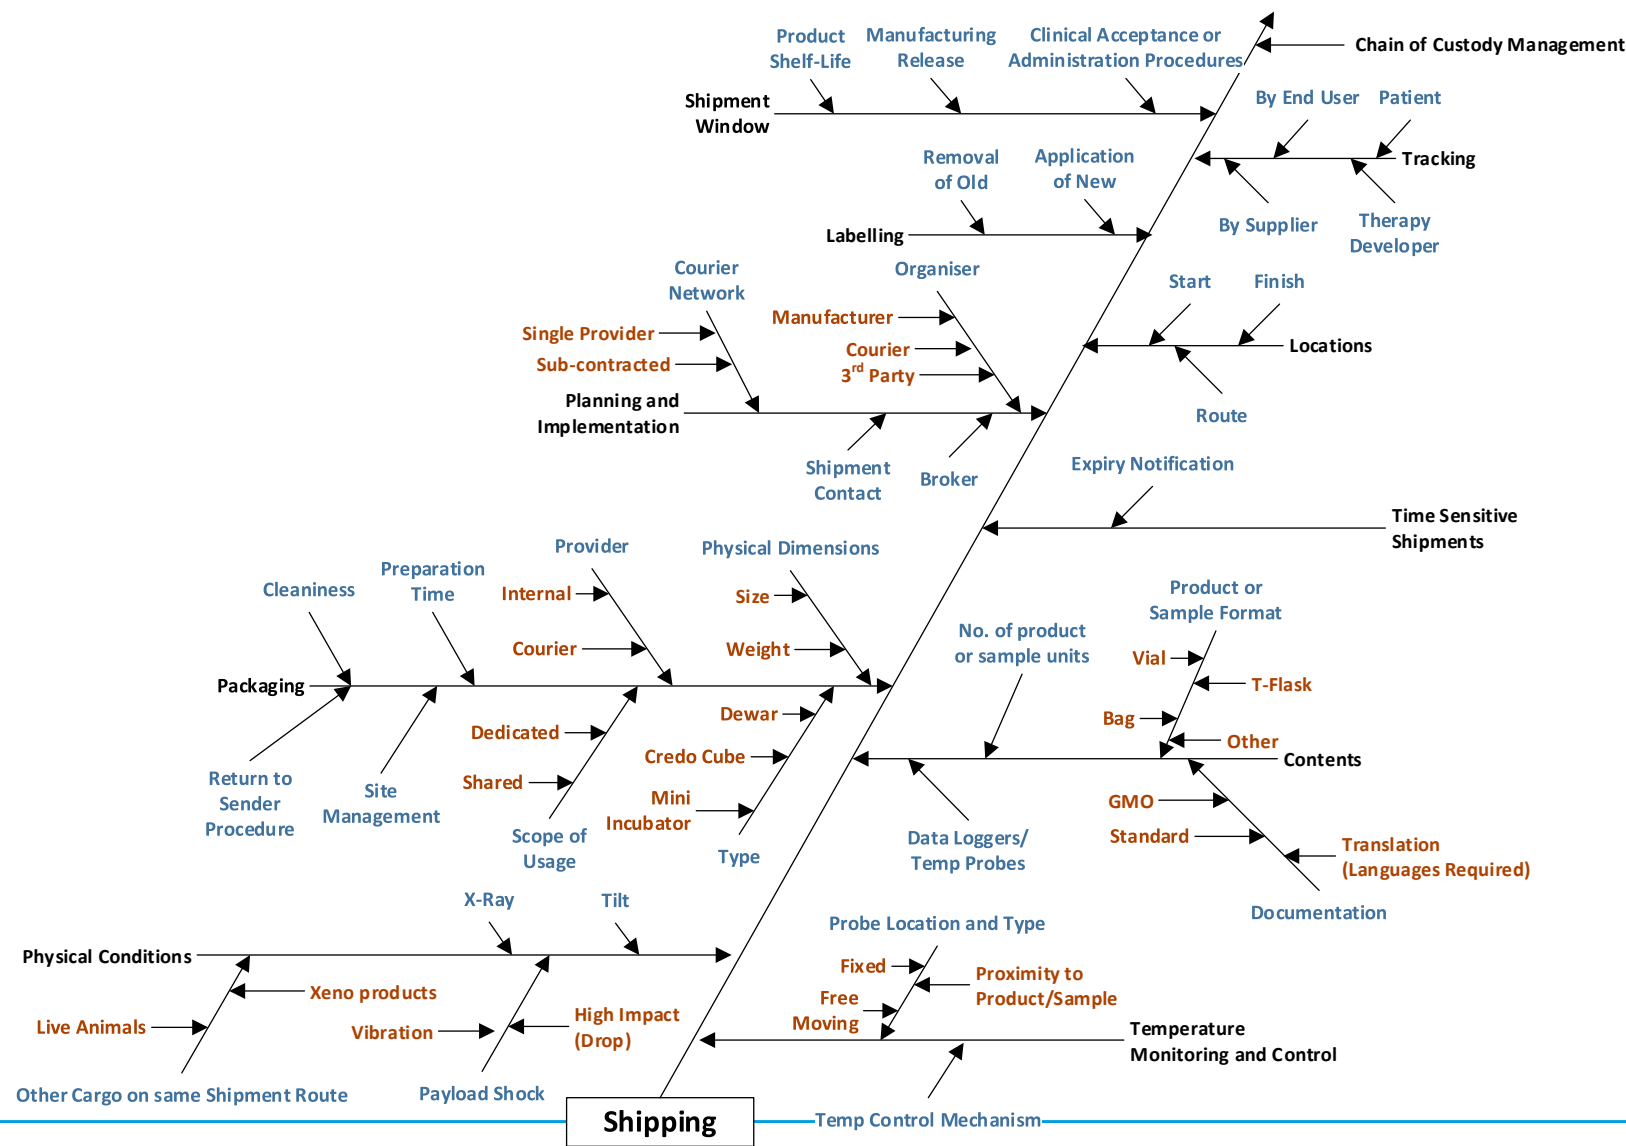 Product
Shelf-Life
Manufacturing
Release
Clinical Acceptance or
Administration Procedures
Chain of Custody Management
Shipment
Window
By End User
Patient
Tracking
By Supplier
Therapy
Developer
Removal
of Old
Application
of New
Labelling
Courier
Network
Single Provider
Sub-contracted
Organiser
Manufacturer
Courier
3rd Party
Planning and
Implementation
Shipment
Contact
Broker
Start
Finish
Locations
Route
Expiry Notification
Time Sensitive
Shipments
Cleaniness
Preparation
Time
Provider
Internal
Courier
Physical Dimensions
Size
Weight
Packaging
Return to
Sender
Procedure
Site
Management
Dedicated
Shared
Scope of
Usage
Dewar
Credo Cube
Mini
Incubator
Type
No. of product
or sample units
Product or
Sample Format
Vial
T-Flask
Bag
Other
Contents
Data Loggers/
Temp Probes
GMO
Standard
Translation
(Languages Required)
Documentation
X-Ray
Tilt
Physical Conditions
Xeno products
Live Animals
Other Cargo on same Shipment Route
Vibration
High Impact
(Drop)
Payload Shock
Probe Location and Type
Fixed
Proximity to
Product/Sample
Free
Moving
Temperature
Monitoring and Control
Temp Control Mechanism
Shipping